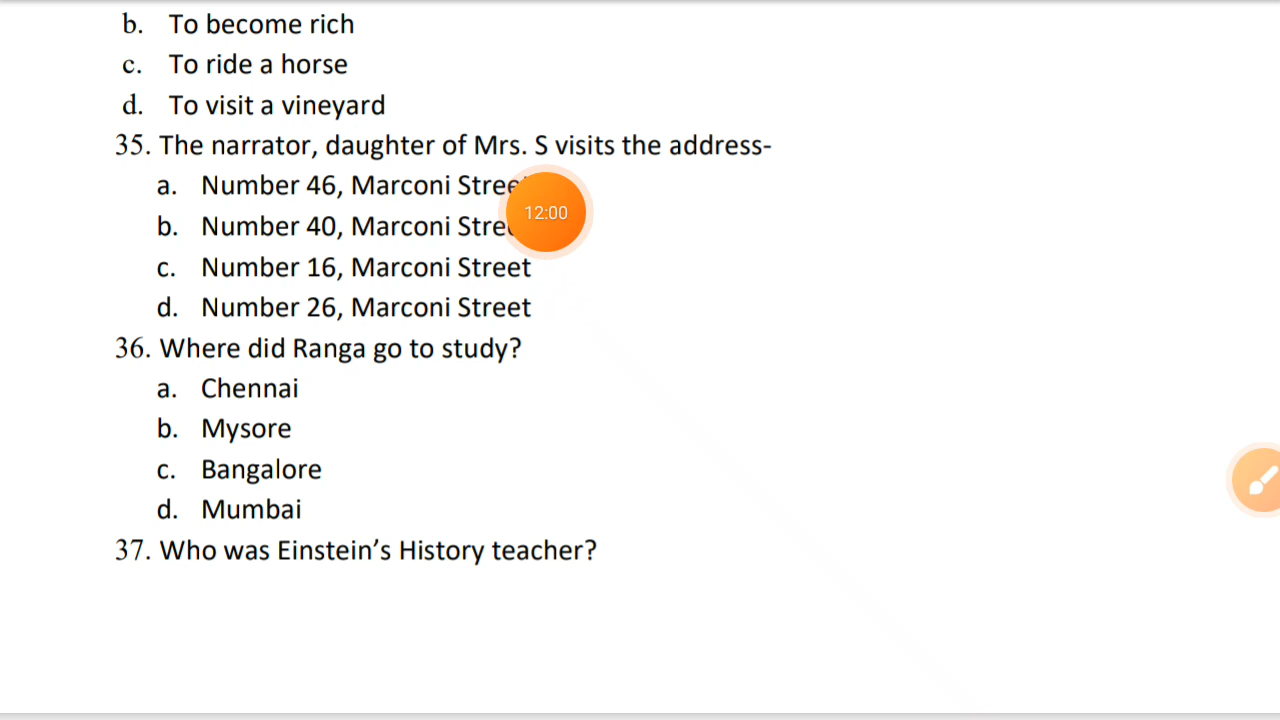 b. To become rich
c. To ride a horse
d. To visit a vineyard
35. The narrator, daughter of Mrs. S visits the address-
a. Number 46, Marconi
12:00
b. Number 40, Marconi
c. Number 16, Marconi Street
d. Number 26, Marconi Street
36. Where did Ranga go to study?
a. Chennai
b. Mysore
c. Bangalore
d. Mumbai
37. Who was Einstein’s History teacher?